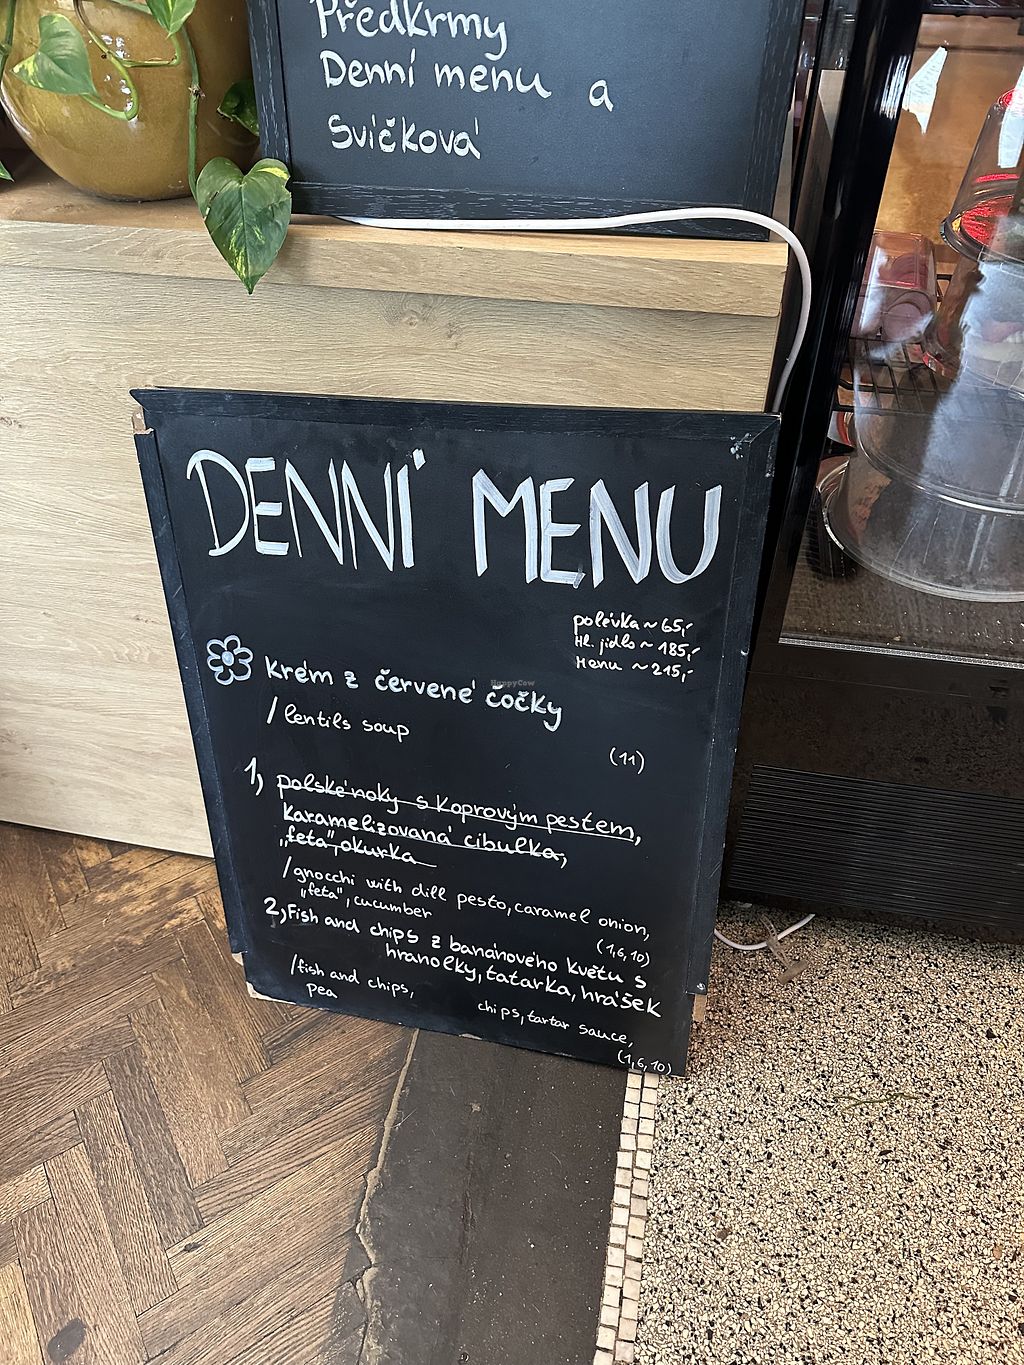 Předkrmy
Denní menu a
Svíčková
DENNÍ MENU
polévka ~ 65,-
Hl. jídlo ~ 185,-
Menu ~ 215,-
Krém z červené čočky
/lentils soup
(11)
1, polské noky s koprovým pestem,
karamelizovaná cibulka,
„feta", okurka
/gnocchi with dill pesto, caramel onion,
"feta", cucumber
(1,6,10)
2, Fish and chips z banánového květu s
hranolky, tatarka, hrášek
/fish and chips, chips, tartar sauce,
pea
(1,6,10)
HappyCow